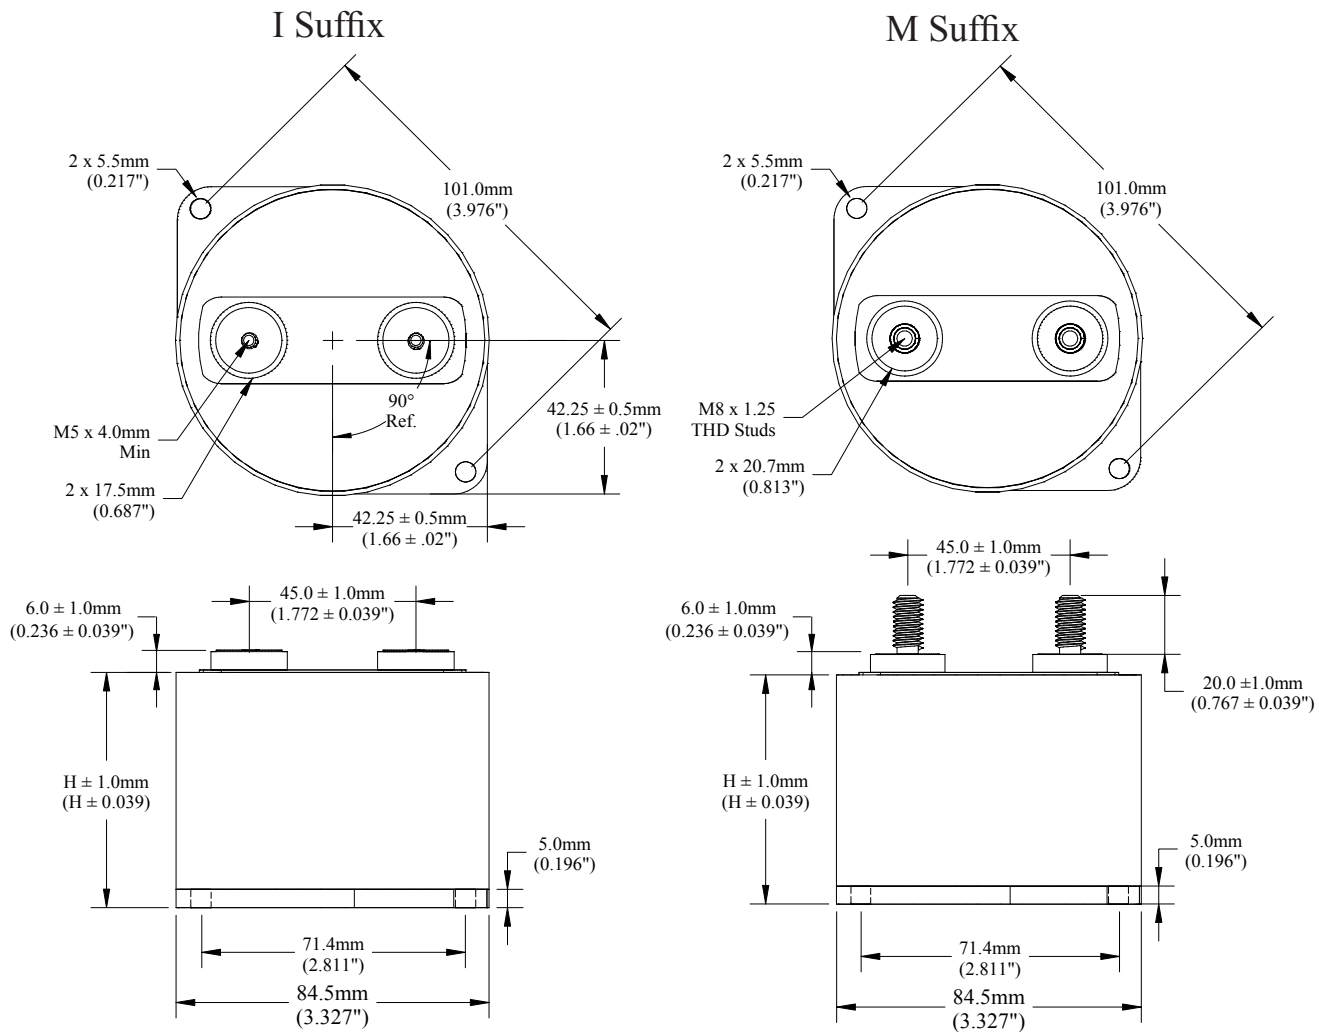 I Suffix
2 x 5.5mm
(0.217")
101.0mm
(3.976")
90°
Ref.
M5 x 4.0mm
Min
2 x 17.5mm
(0.687")
42.25 ± 0.5mm
(1.66 ± .02")
42.25 ± 0.5mm
(1.66 ± .02")
45.0 ± 1.0mm
(1.772 ± 0.039")
6.0 ± 1.0mm
(0.236 ± 0.039")
H ± 1.0mm
(H ± 0.039)
5.0mm
(0.196")
71.4mm
(2.811")
84.5mm
(3.327")
M Suffix
2 x 5.5mm
(0.217")
101.0mm
(3.976")
M8 x 1.25
THD Studs
2 x 20.7mm
(0.813")
45.0 ± 1.0mm
(1.772 ± 0.039")
6.0 ± 1.0mm
(0.236 ± 0.039")
20.0 ±1.0mm
(0.767 ± 0.039")
H ± 1.0mm
(H ± 0.039)
5.0mm
(0.196")
71.4mm
(2.811")
84.5mm
(3.327")